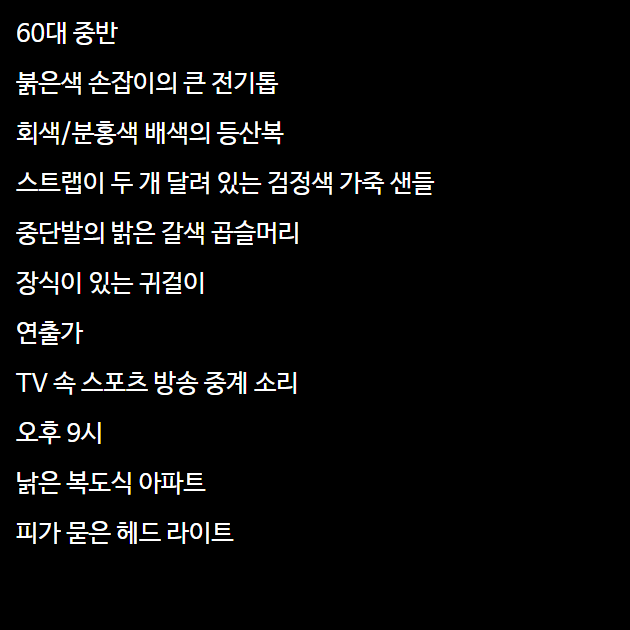 60대 중반
붉은색 손잡이의 큰 전기톱
회색/분홍색 배색의 등산복
스트랩이 두 개 달려 있는 검정색 가죽 샌들
중단발의 밝은 갈색 곱슬머리
장식이 있는 귀걸이
연출가
TV 속 스포츠 방송 중계 소리
오후 9시
낡은 복도식 아파트
피가 묻은 헤드 라이트